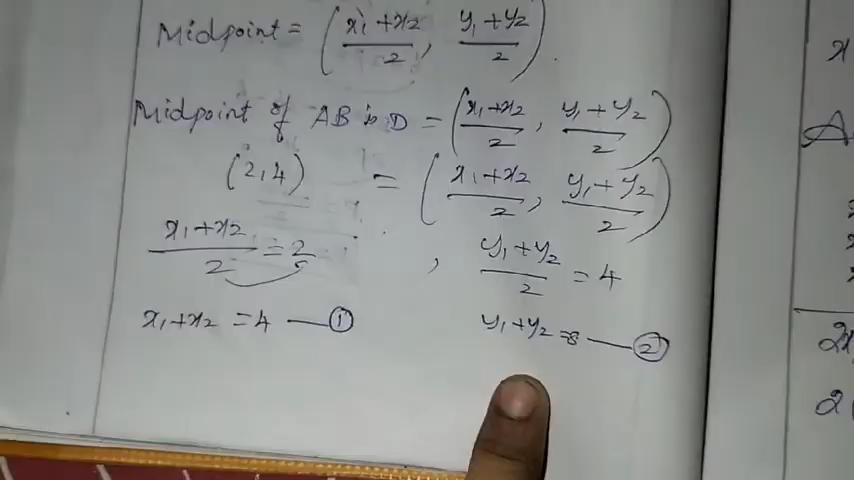 Midpoint = (x₁+x₂/2, y₁+y₂/2).
Midpoint of AB is D = (x₁+x₂/2, y₁+y₂/2)
(2,4) = (x₁+x₂/2, y₁+y₂/2)
x₁+x₂/2 = 2, y₁+y₂/2 = 4
x₁+x₂ = 4 — ① y₁+y₂ = 8 — ②
x
A
2x
2